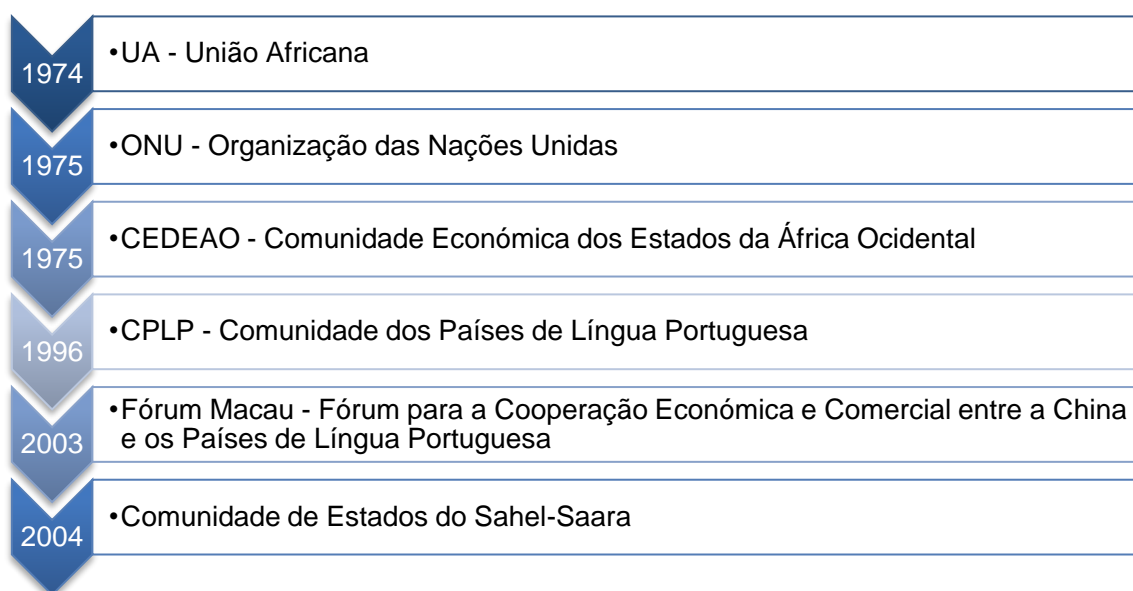 1974
•UA - União Africana
1975
•ONU - Organização das Nações Unidas
1975
•CEDEAO - Comunidade Económica dos Estados da África Ocidental
1996
•CPLP - Comunidade dos Países de Língua Portuguesa
2003
•Fórum Macau - Fórum para a Cooperação Económica e Comercial entre a China
e os Países de Língua Portuguesa
2004
•Comunidade de Estados do Sahel-Saara